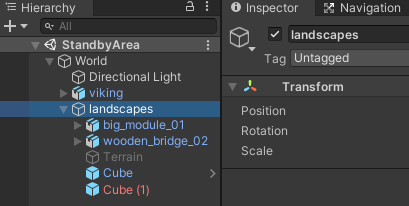 Hierarchy
All
StandbyArea
World
Directional Light
viking
landscapes
big_module_01
wooden_bridge_02
Terrain
Cube
Cube (1)
Inspector
Navigation
landscapes
Tag Untagged
Transform
Position
Rotation
Scale